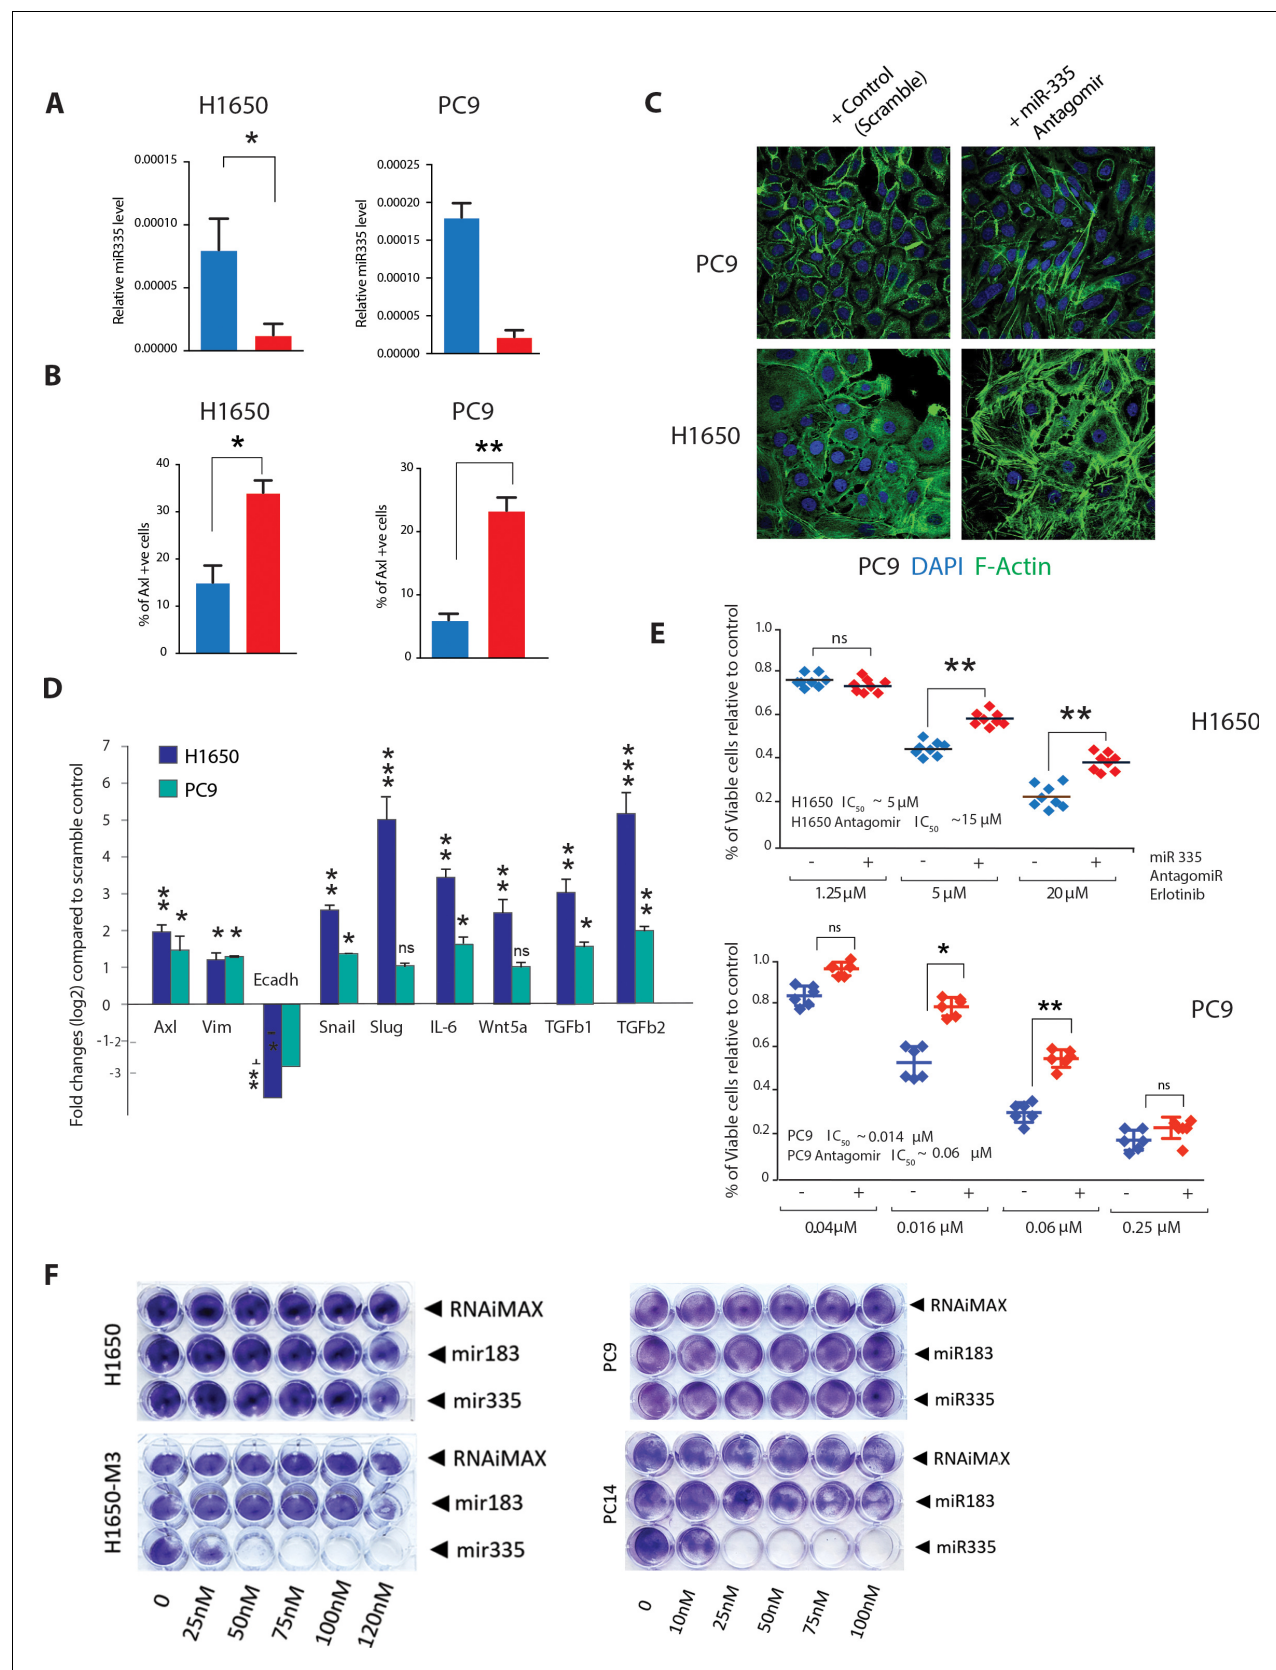 A
H1650
PC9
*
Relative miR335 level
0.00015
0.00010
0.00005
0.00000
Relative miR335 level
0.00025
0.00020
0.00015
0.00010
0.00005
0.00000
B
H1650
PC9
*
**
% of Axl +ve cells
40
30
20
10
0
% of Axl +ve cells
30
20
10
0
C
+ Control
(Scramble)
+ miR-335
Antagomir
PC9
H1650
PC9 DAPI F-Actin
D
Fold changes (log2) compared to scramble control
7
6
5
4
3
2
1
0
-1-2
-3
H1650
PC9
**
*
*
*
**
*
***
ns
**
*
**
ns
**
*
***
**
Ecadh
*
**
Axl
Vim
Snail
Slug
IL-6
Wnt5a
TGFb1
TGFb2
E
% of Viable cells relative to control
1.0
0.8
0.6
0.4
0.2
0
ns
**
**
H1650
H1650 IC50 ~ 5 µM
H1650 Antagomir IC50 ~15 µM
- + - + - +
miR 335
AntagomiR
Erlotinib
1.25 µM
5 µM
20 µM
% of Viable cells relative to control
1.0
0.8
0.6
0.4
0.2
0
ns
*
**
ns
PC9
PC9 IC50 ~ 0.014 µM
PC9 Antagomir IC50 ~ 0.06 µM
- + - + - + - +
0.04µM
0.016 µM
0.06 µM
0.25 µM
F
H1650
RNAiMAX
mir183
mir335
H1650-M3
RNAiMAX
mir183
mir335
0
25nM
50nM
75nM
100nM
120nM
PC9
RNAiMAX
miR183
miR335
PC14
RNAiMAX
miR183
miR335
0
10nM
25nM
50nM
75nM
100nM